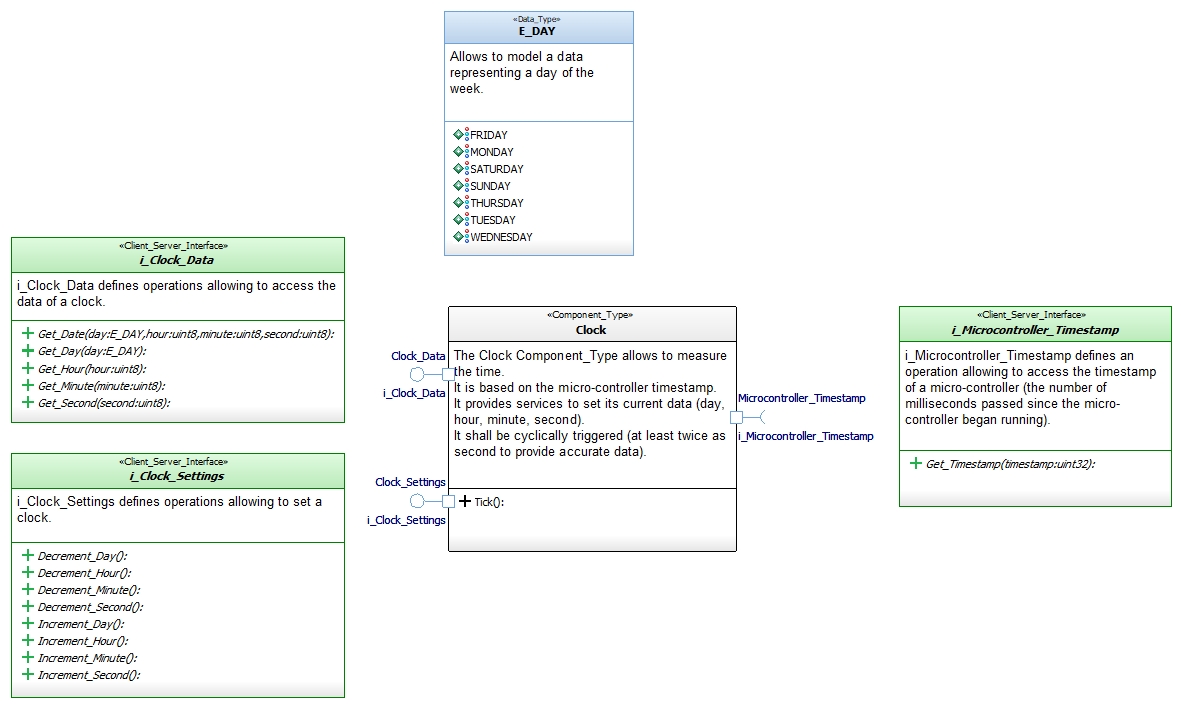 «Data_Type»
E_DAY
Allows to model a data
representing a day of the
week.
FRIDAY
MONDAY
SATURDAY
SUNDAY
THURSDAY
TUESDAY
WEDNESDAY
«Client_Server_Interface»
i_Clock_Data
i_Clock_Data defines operations allowing to access the
data of a clock.
Get_Date(day:E_DAY,hour:uint8,minute:uint8,second:uint8):
Get_Day(day:E_DAY):
Get_Hour(hour:uint8):
Get_Minute(minute:uint8):
Get_Second(second:uint8):
«Client_Server_Interface»
i_Clock_Settings
i_Clock_Settings defines operations allowing to set a
clock.
Decrement_Day():
Decrement_Hour():
Decrement_Minute():
Decrement_Second():
Increment_Day():
Increment_Hour():
Increment_Minute():
Increment_Second():
Clock_Data
i_Clock_Data
Clock_Settings
i_Clock_Settings
«Component_Type»
Clock
The Clock Component_Type allows to measure
the time.
It is based on the micro-controller timestamp.
It provides services to set its current data (day,
hour, minute, second).
It shall be cyclically triggered (at least twice as
second to provide accurate data).
Tick():
Microcontroller_Timestamp
i_Microcontroller_Timestamp
«Client_Server_Interface»
i_Microcontroller_Timestamp
i_Microcontroller_Timestamp defines an
operation allowing to access the timestamp
of a micro-controller (the number of
milliseconds passed since the micro-
controller began running).
Get_Timestamp(timestamp:uint32):